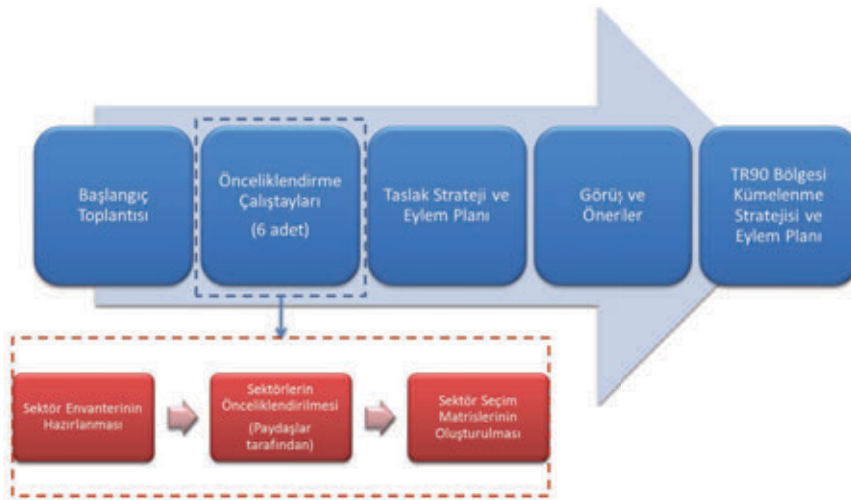 Başlangıç
Toplantısı
Önceliklendirme
Çalıştayları
(6 adet)
Taslak Strateji ve
Eylem Planı
Görüş ve
Öneriler
TR90 Bölgesi
Kümelenme
Stratejisi ve
Eylem Planı
Sektör Envanterinin
Hazırlanması
Sektörlerin
Önceliklendirilmesi
(Paydaşlar
tarafından)
Sektör Seçim
Matrislerinin
Oluşturulması